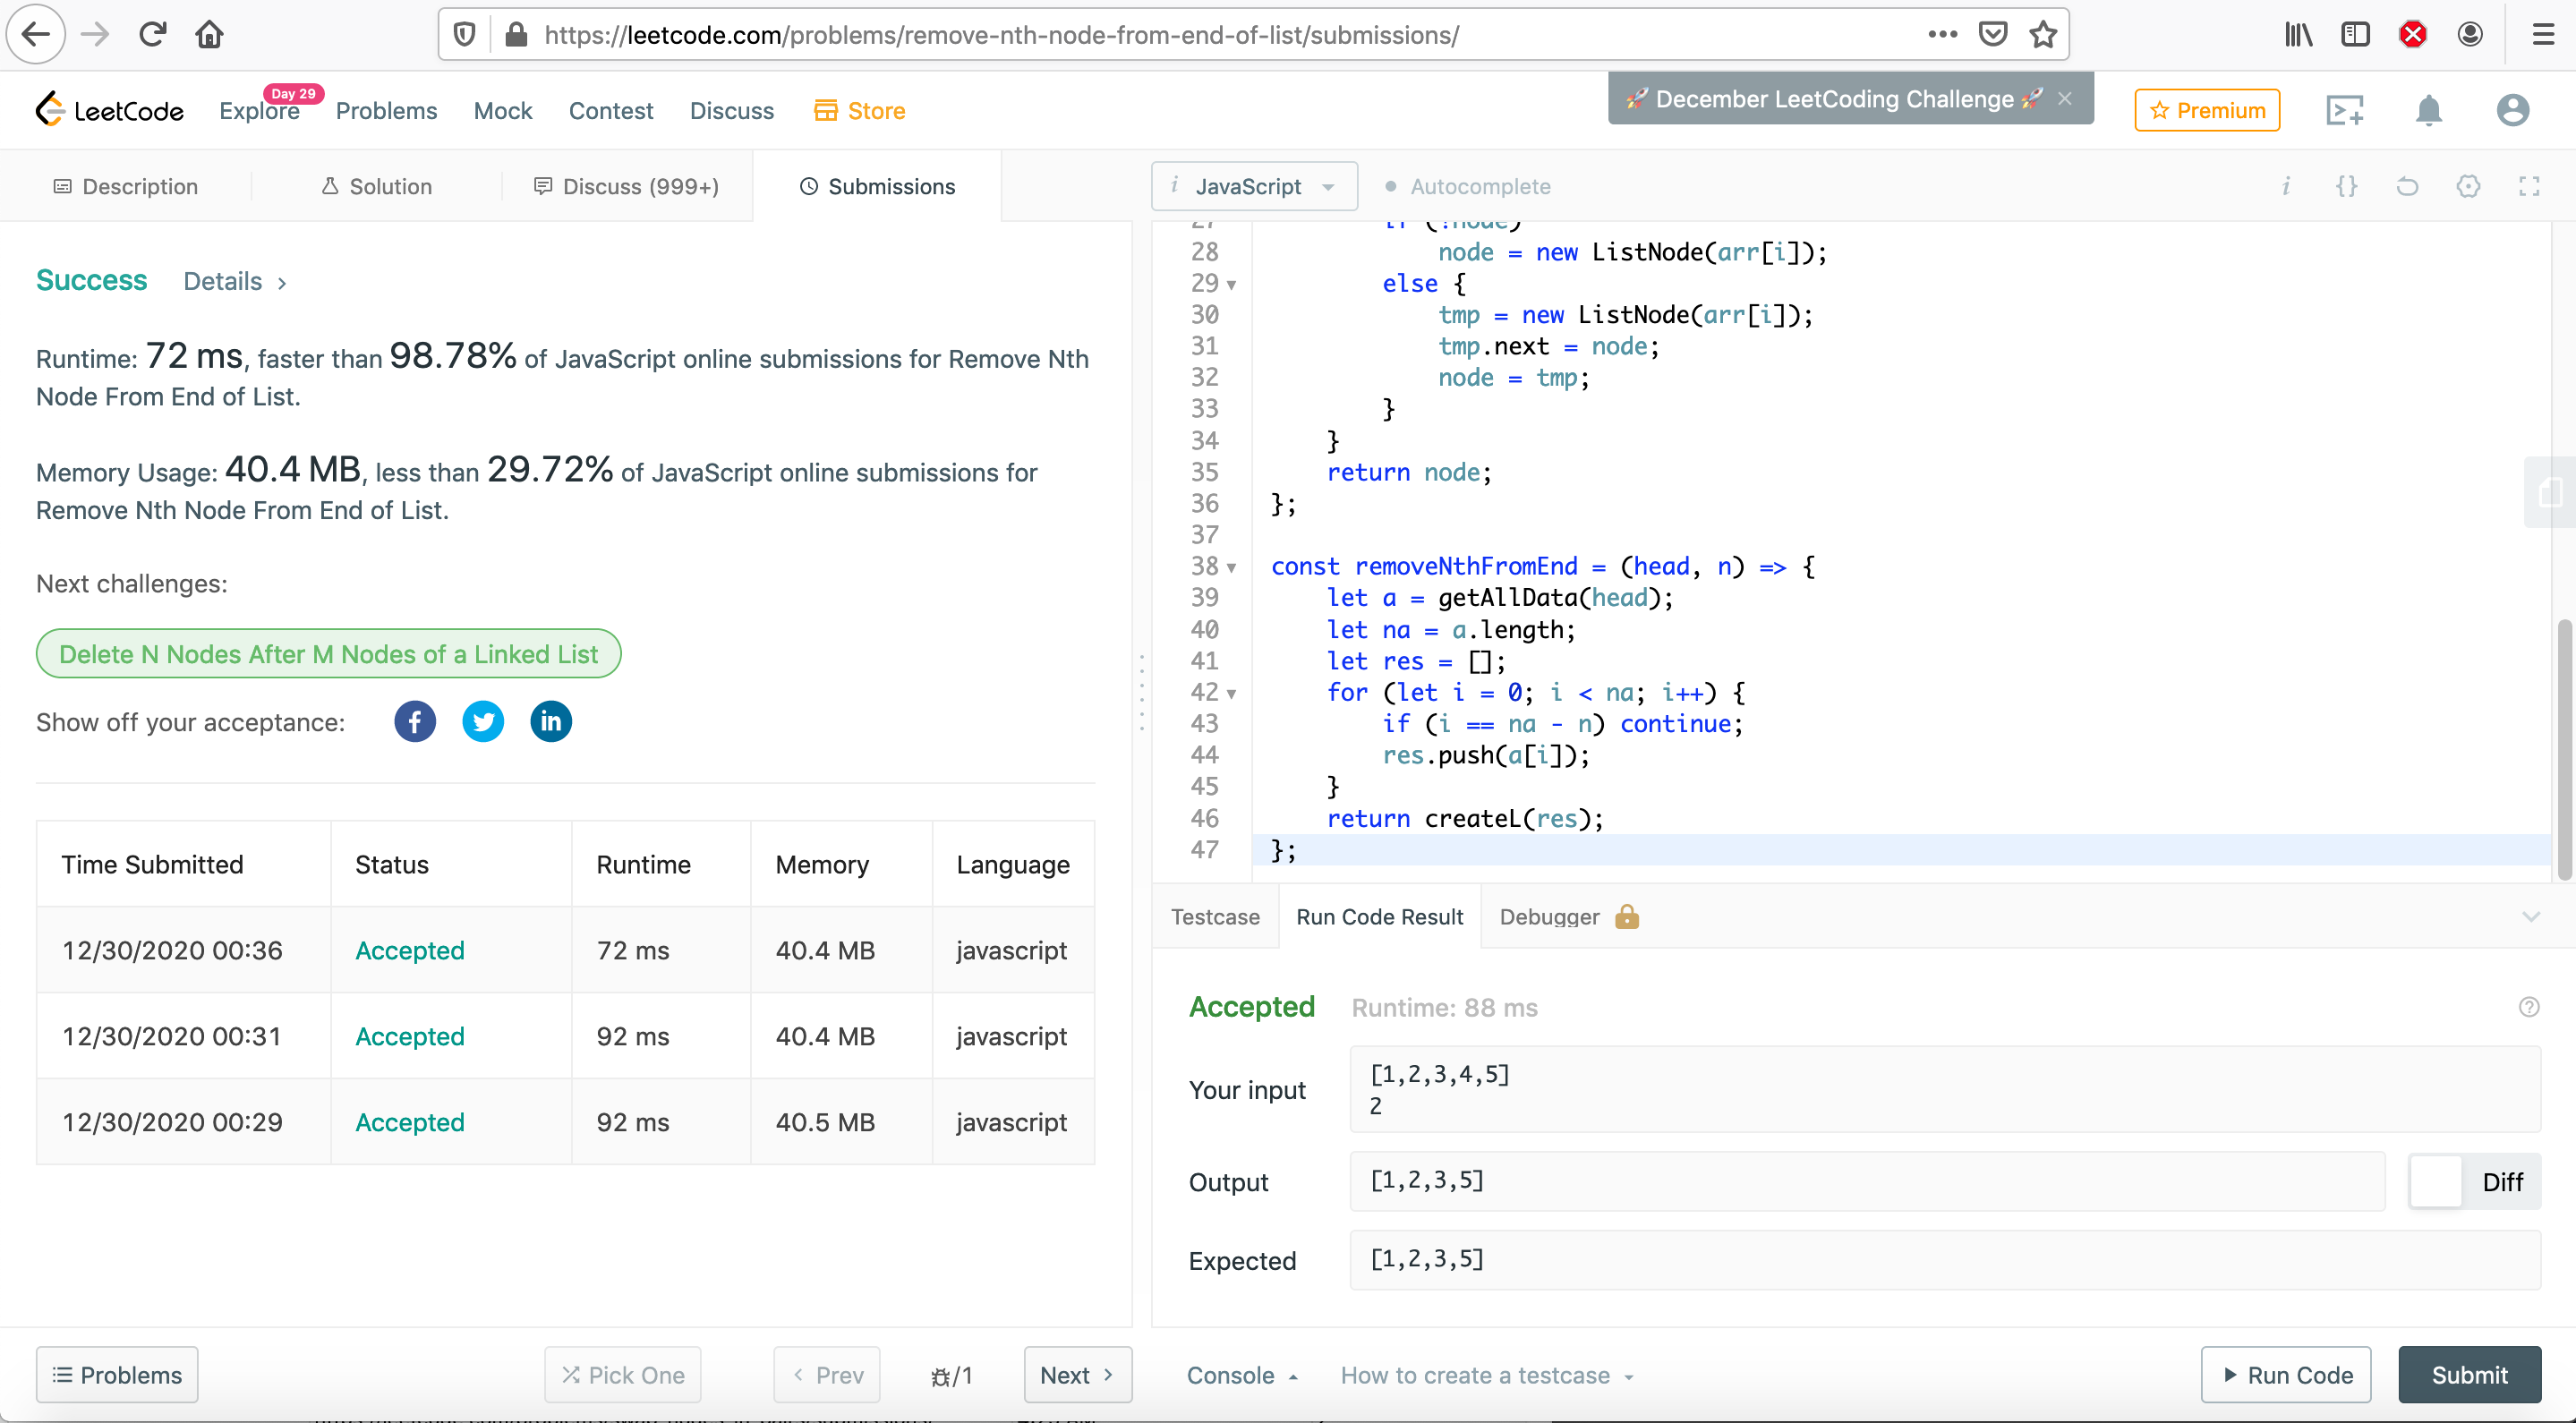 https://leetcode.com/problems/remove-nth-node-from-end-of-list/submissions/
LeetCode
Explore
Day 29
Problems
Mock
Contest
Discuss
Store
🚀 December LeetCoding Challenge 🚀
Premium
Description
Solution
Discuss (999+)
Submissions
Success
Details
Runtime: 72 ms, faster than 98.78% of JavaScript online submissions for Remove Nth
Node From End of List.
Memory Usage: 40.4 MB, less than 29.72% of JavaScript online submissions for
Remove Nth Node From End of List.
Next challenges:
Delete N Nodes After M Nodes of a Linked List
Show off your acceptance:
Time Submitted Status Runtime Memory Language
12/30/2020 00:36 Accepted 72 ms 40.4 MB javascript
12/30/2020 00:31 Accepted 92 ms 40.4 MB javascript
12/30/2020 00:29 Accepted 92 ms 40.5 MB javascript
Problems
Pick One
Prev
/1
Next
i JavaScript
Autocomplete
27         if (!node)
28             node = new ListNode(arr[i]);
29         else {
30             tmp = new ListNode(arr[i]);
31             tmp.next = node;
32             node = tmp;
33         }
34     }
35     return node;
36 };
37
38 const removeNthFromEnd = (head, n) => {
39     let a = getAllData(head);
40     let na = a.length;
41     let res = [];
42     for (let i = 0; i < na; i++) {
43         if (i == na - n) continue;
44         res.push(a[i]);
45     }
46     return createL(res);
47 };
Testcase
Run Code Result
Debugger
Accepted
Runtime: 88 ms
Your input
[1,2,3,4,5]
2
Output
[1,2,3,5]
Diff
Expected
[1,2,3,5]
Console
How to create a testcase
Run Code
Submit